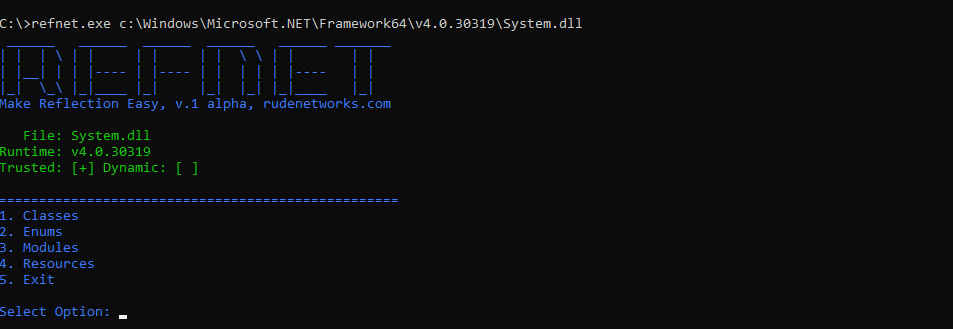 C:\>refnet.exe c:\Windows\Microsoft.NET\Framework64\v4.0.30319\System.dll
REFNET
Make Reflection Easy, v.1 alpha, rudenetworks.com
File: System.dll
Runtime: v4.0.30319
Trusted: [+] Dynamic: [ ]
==================================================
1. Classes
2. Enums
3. Modules
4. Resources
5. Exit
Select Option: